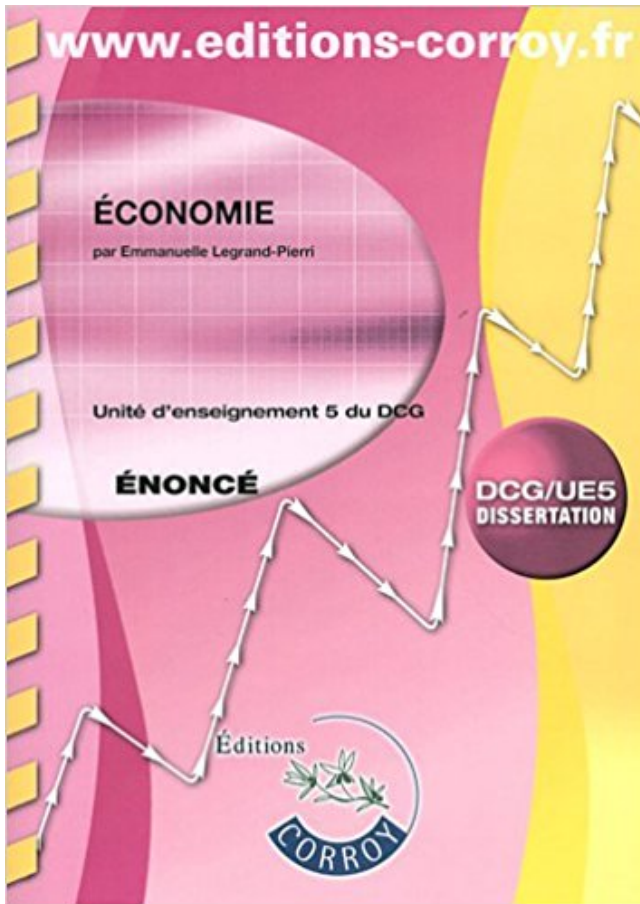 www.editions-corroy.fr
ÉCONOMIE
par Emmanuelle Legrand-Pierri
Unité d'enseignement 5 du DCG
ÉNONCÉ
DCG/UE5
DISSERTATION
Éditions
CORROY